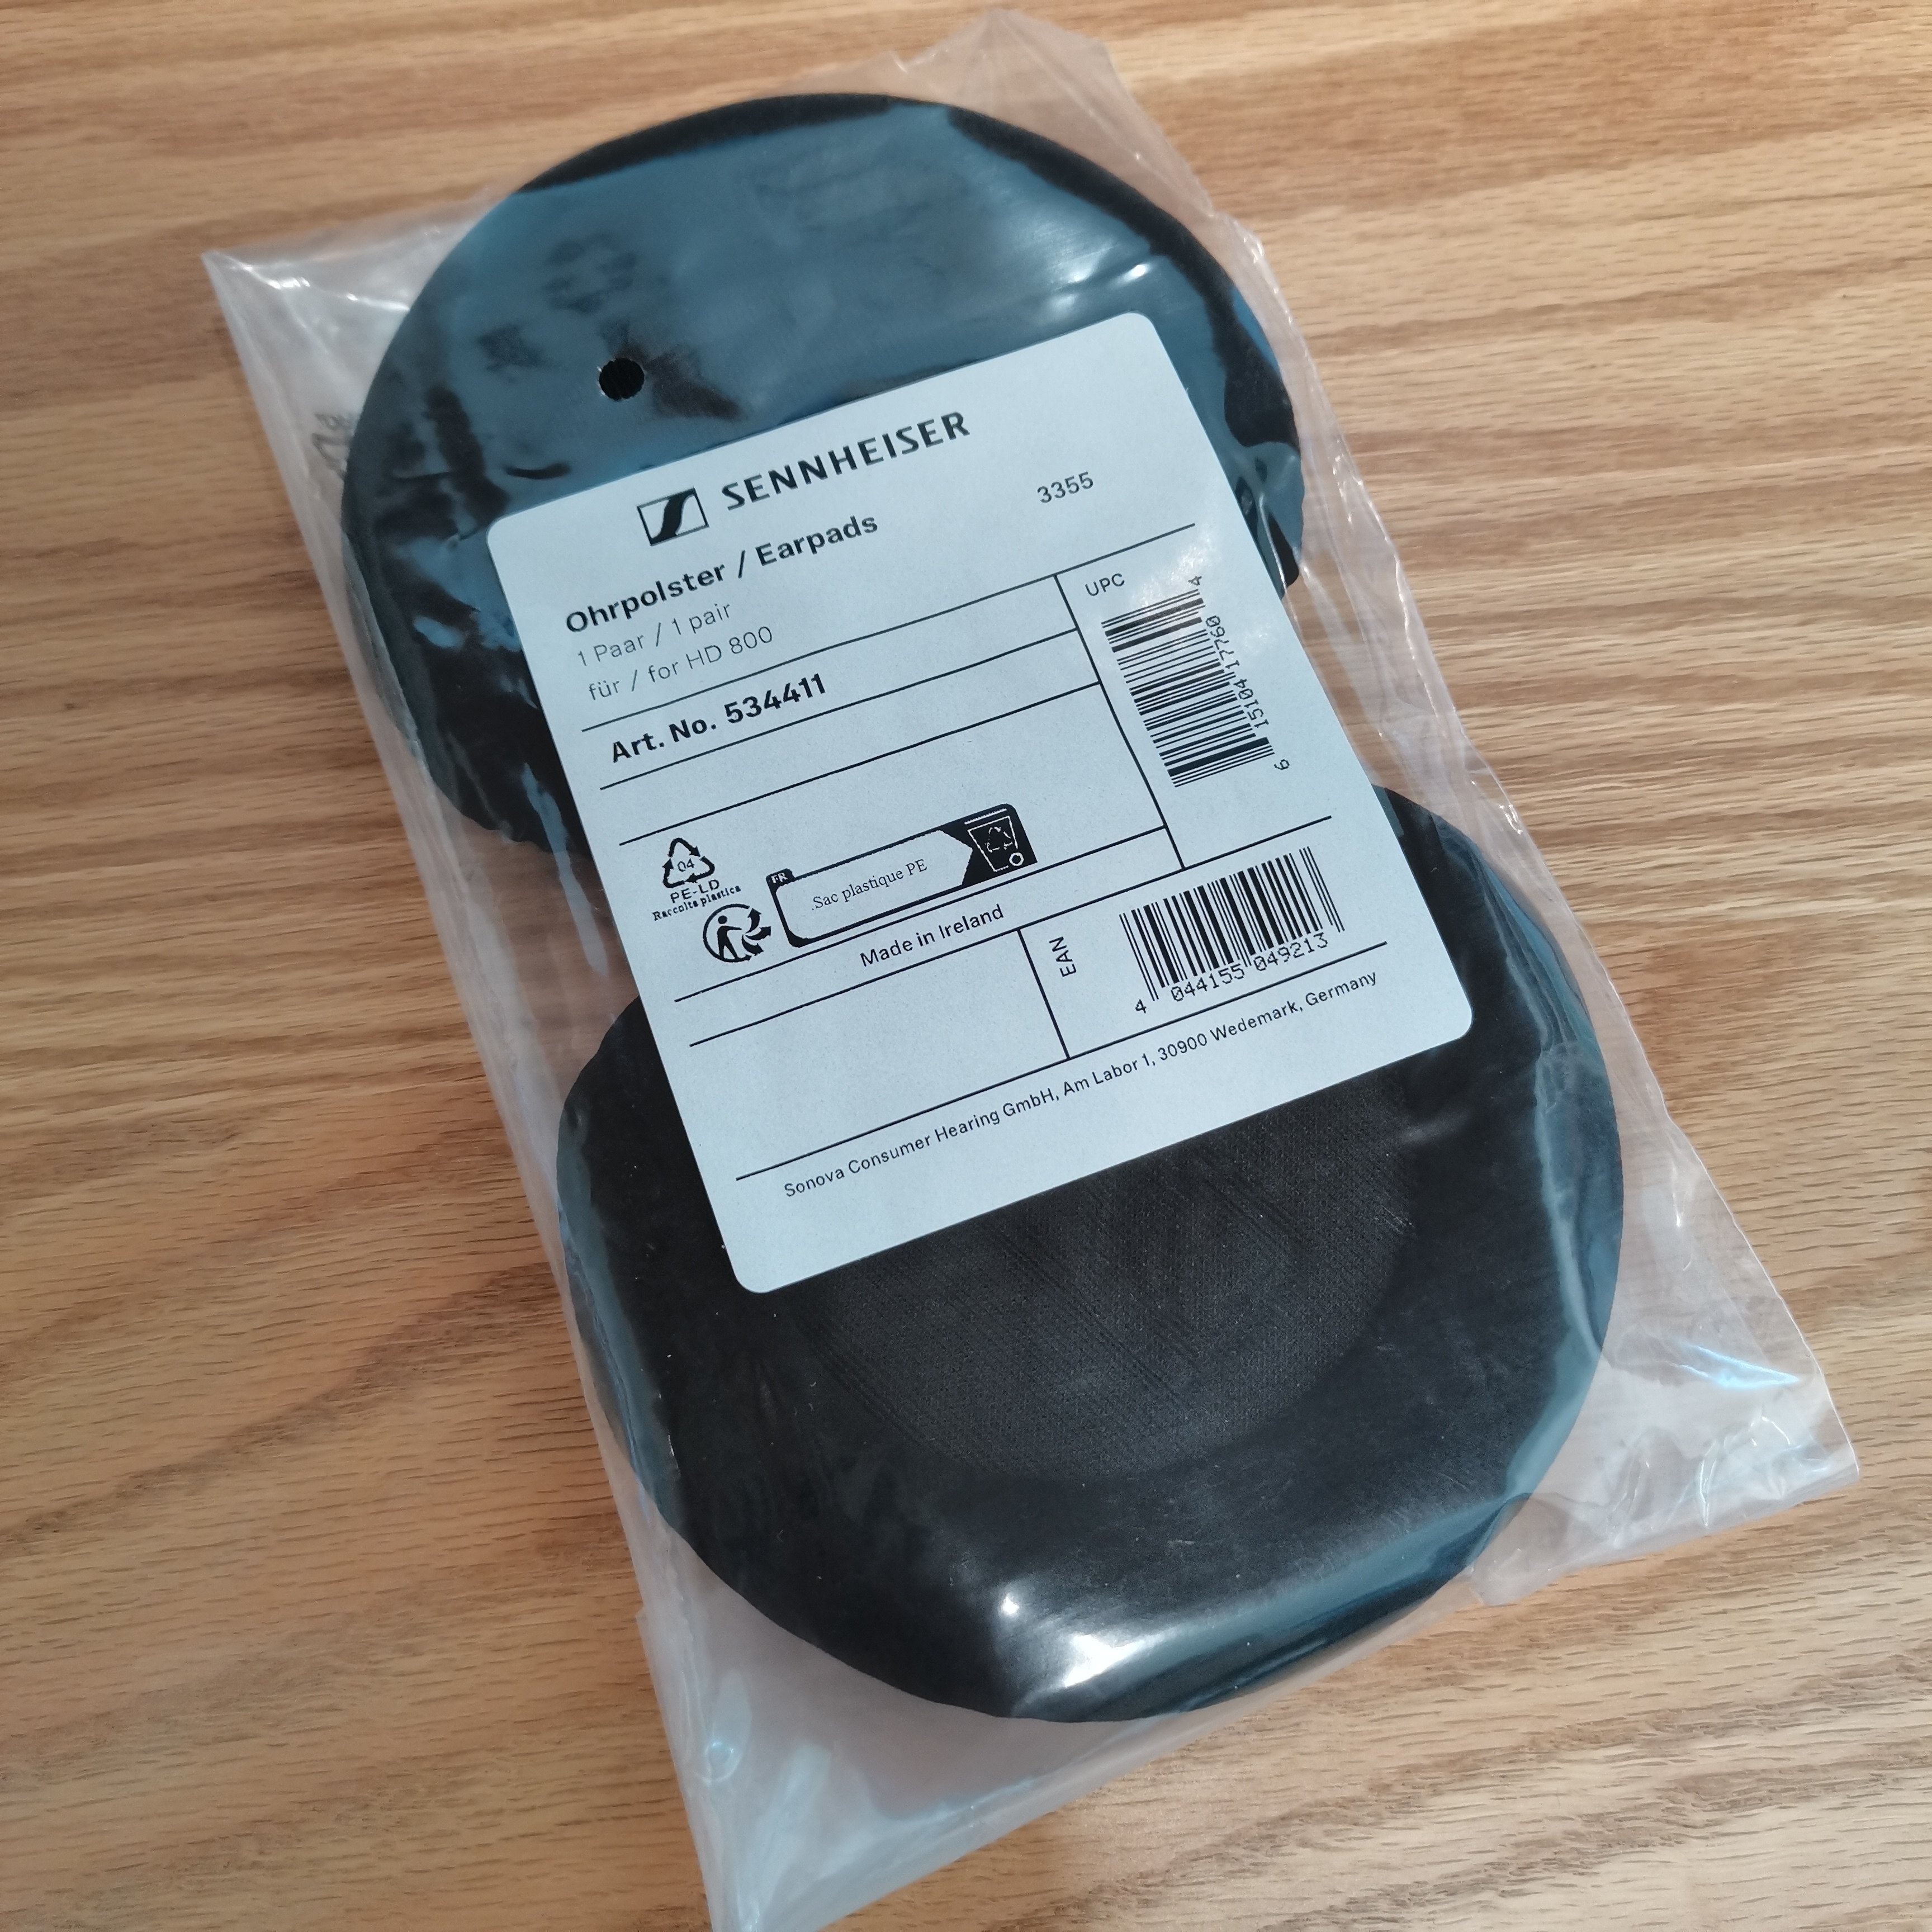 SENNHEISER
3355
Ohrpolster / Earpads
1 Paar / 1 pair
für / for HD 800
Art. No. 534411
UPC
6 15104 17760 4
04
PE-LD
Raccolta plastica
FR
Sac plastique PE
Made in Ireland
EAN
4 044155 049213
Sonova Consumer Hearing GmbH, Am Labor 1, 30900 Wedemark, Germany